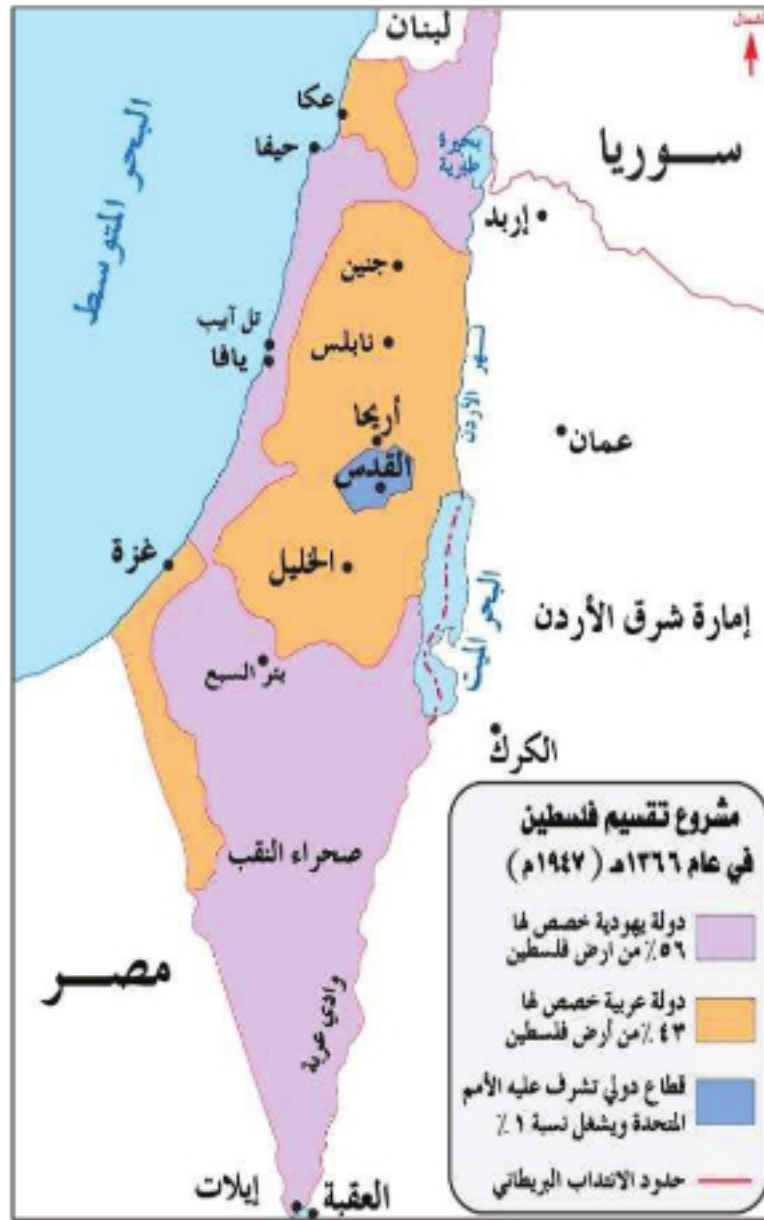 الشمال
لبنان
سوريا
البحر المتوسط
عكا
حيفا
بحيرة
طبرية
إربد
جنين
تل آبيب
يافا
نابلس
نهر الأردن
أريحا
القدس
عمان
غزة
الخليل
البحر الميت
إمارة شرق الأردن
بئر السبع
الكرك
صحراء النقب
مصر
وادي عربة
إيلات
العقبة
مشروع تقسيم فلسطين
في عام ١٣٦٦هـ (١٩٤٧م)
دولة يهودية خصص لها
٥٦٪ من ارض فلسطين
دولة عربية خصص لها
٤٣٪ من أرض فلسطين
قطاع دولي تشرف عليه الأمم
المتحدة ويشغل نسبة ١٪
حدود الانتداب البريطاني